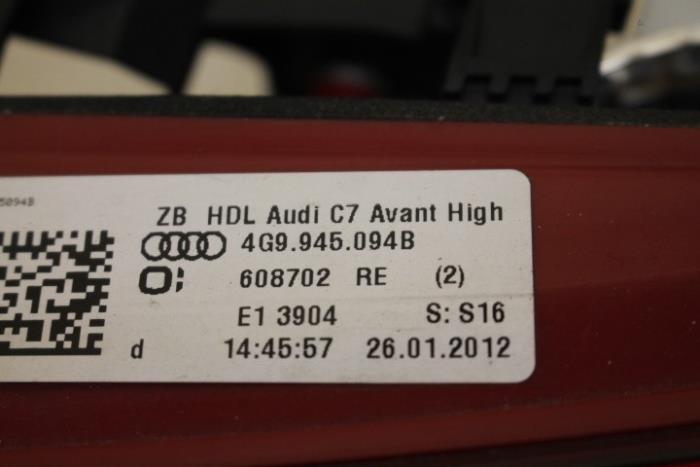 5094B
ZB HDL Audi C7 Avant High
4G9.945.094B
608702 RE (2)
E1 3904 S: S16
d 14:45:57 26.01.2012